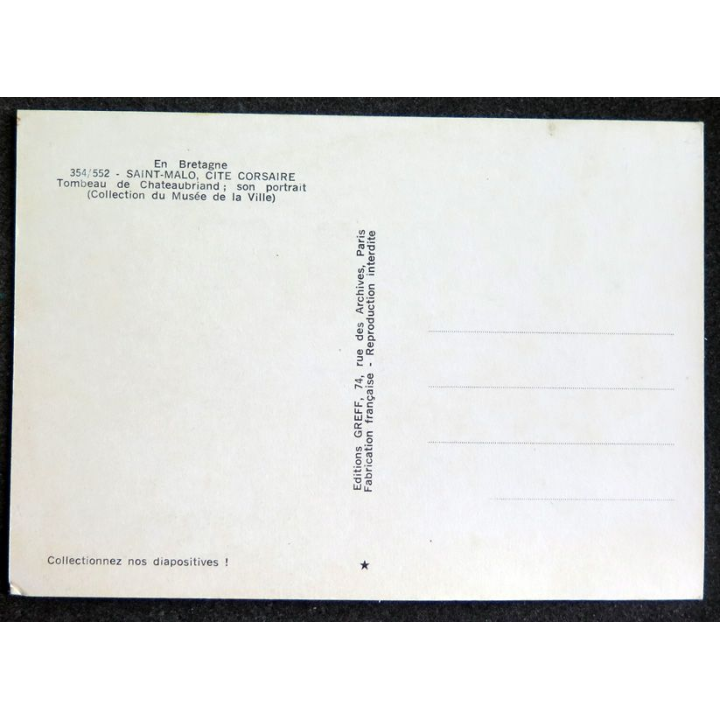 En Bretagne
354/552 - SAINT-MALO, CITE CORSAIRE
Tombeau de Chateaubriand ; son portrait
(Collection du Musée de la Ville)
Editions GREFF, 74, rue des Archives, Paris
Fabrication française - Reproduction interdite
Collectionnez nos diapositives !